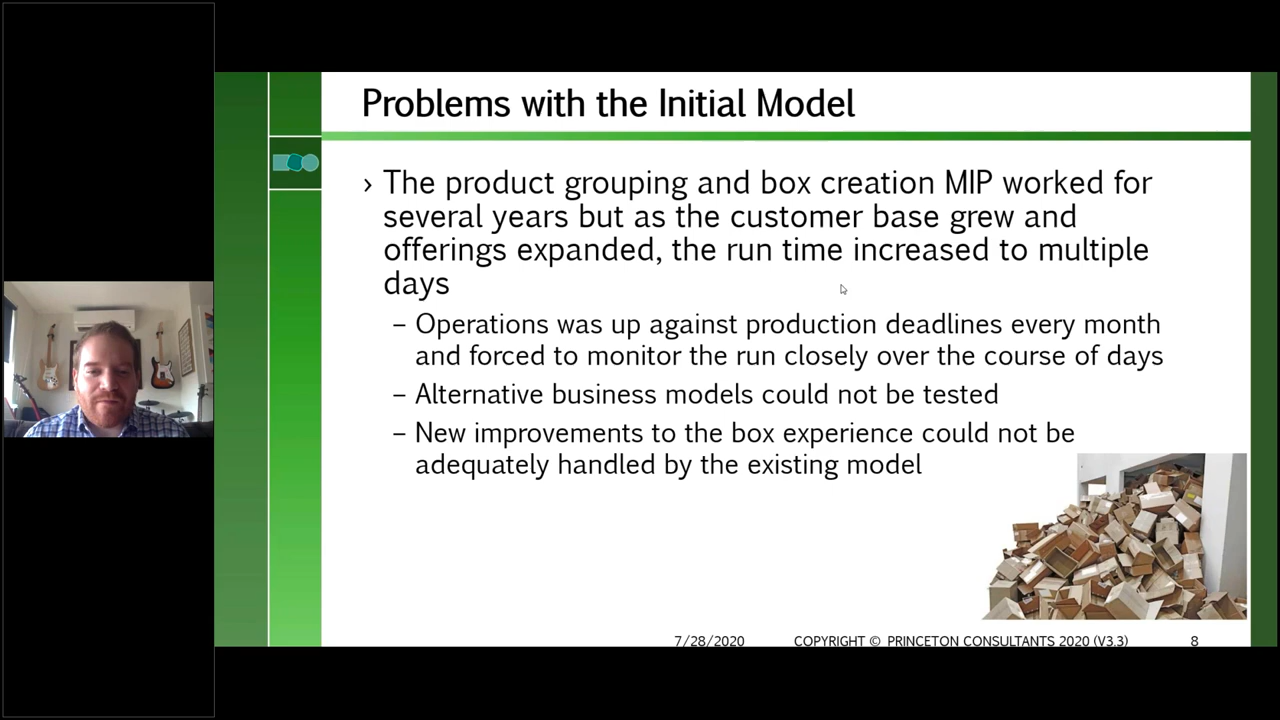 Problems with the Initial Model
› The product grouping and box creation MIP worked for
several years but as the customer base grew and
offerings expanded, the run time increased to multiple
days
– Operations was up against production deadlines every month
and forced to monitor the run closely over the course of days
– Alternative business models could not be tested
– New improvements to the box experience could not be
adequately handled by the existing model
7/28/2020 COPYRIGHT © PRINCETON CONSULTANTS 2020 (V3.3) 8